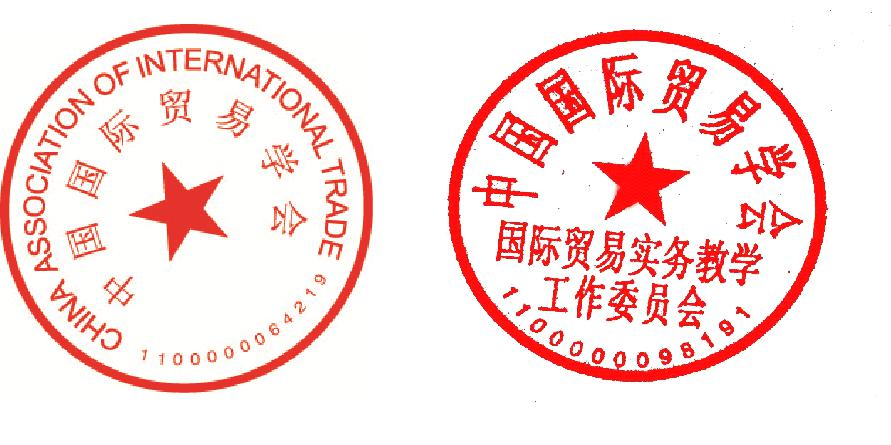 CHINA ASSOCIATION OF INTERNATIONAL TRADE
中国国际贸易学会
1100000064219
中国国际贸易学会
国际贸易实务教学
工作委员会
1100000098191